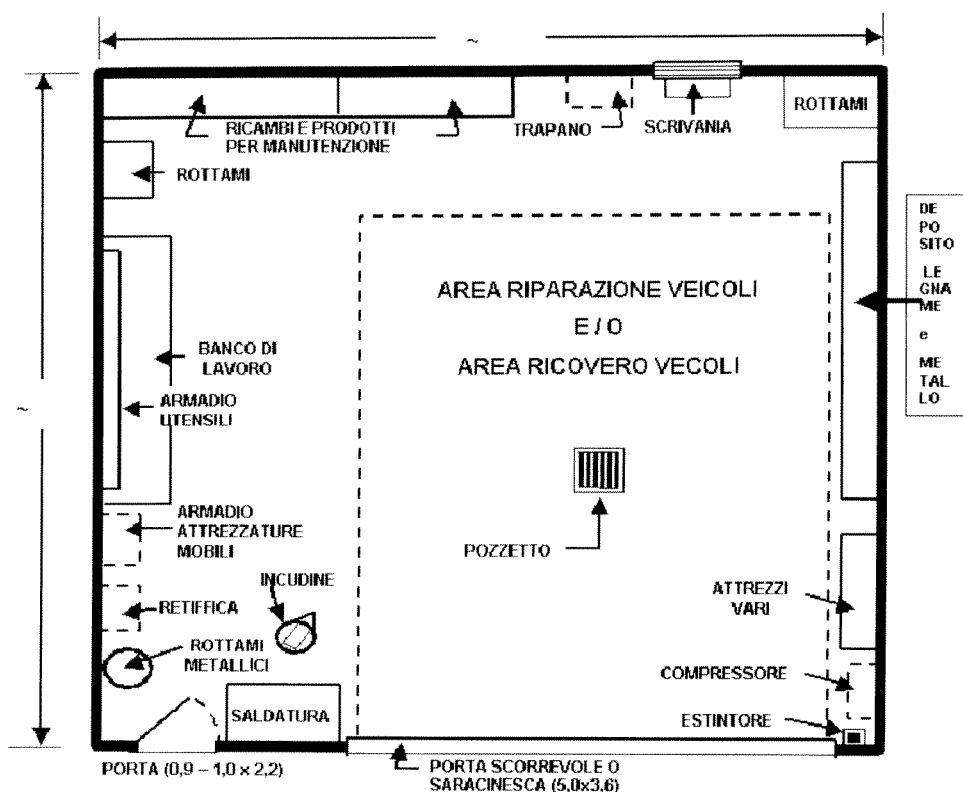 ~
RICAMBI E PRODOTTI
PER MANUTENZIONE
TRAPANO
SCRIVANIA
ROTTAMI
ROTTAMI
DE
PO
SITO
LE
GNA
ME
e
ME
TAL
LO
AREA RIPARAZIONE VEICOLI
E / O
AREA RICOVERO VECOLI
BANCO DI
LAVORO
~
ARMADIO
UTENSILI
ARMADIO
ATTREZZATURE
MOBILI
POZZETTO
INCUDINE
RETIFFICA
ATTREZZI
VARI
ROTTAMI
METALLICI
COMPRESSORE
SALDATURA
ESTINTORE
PORTA (0,9 – 1,0 x 2,2)
PORTA SCORREVOLE O
SARACINESCA (5,0x3,6)